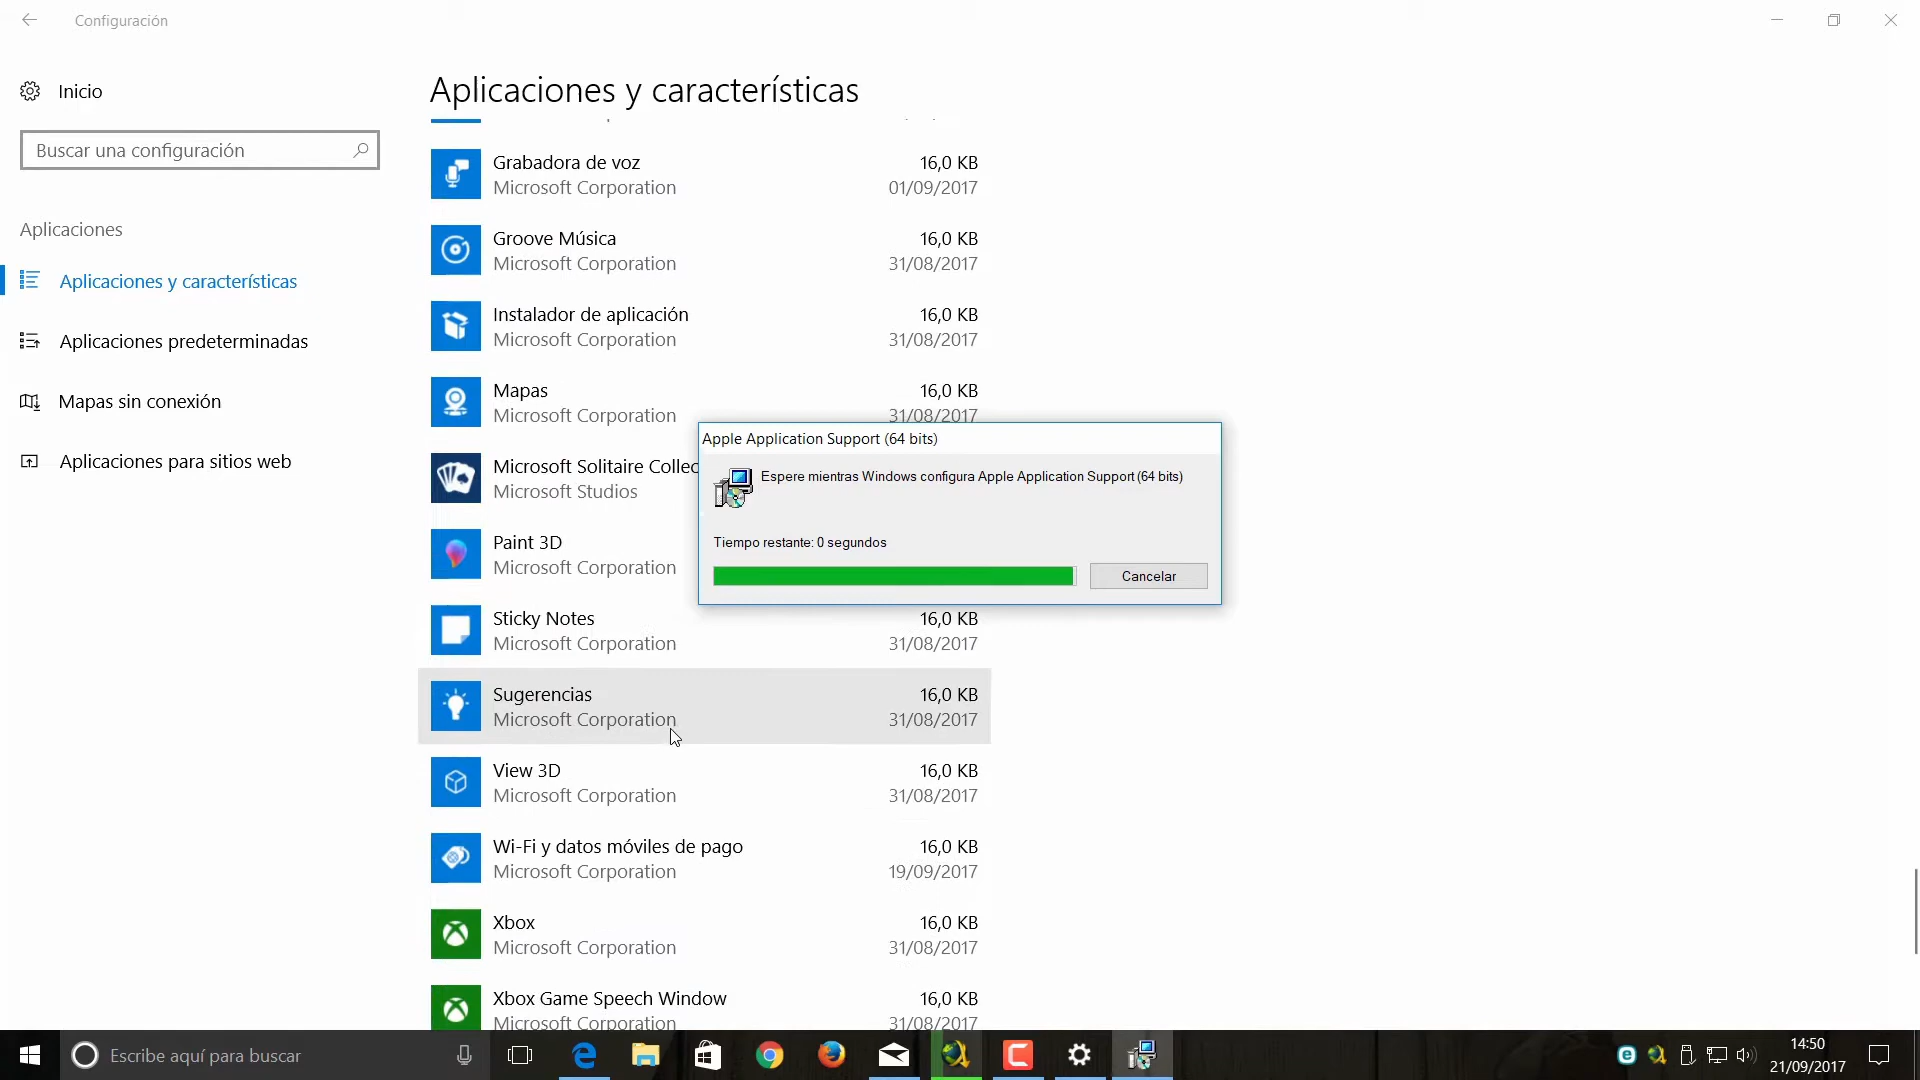 Configuración
Inicio
Buscar una configuración
Aplicaciones
Aplicaciones y características
Aplicaciones predeterminadas
Mapas sin conexión
Aplicaciones para sitios web
Aplicaciones y características
Grabadora de voz 16,0 KB
Microsoft Corporation 01/09/2017
Groove Música 16,0 KB
Microsoft Corporation 31/08/2017
Instalador de aplicación 16,0 KB
Microsoft Corporation 31/08/2017
Mapas 16,0 KB
Microsoft Corporation 31/08/2017
Microsoft Solitaire Collec
Microsoft Studios
Paint 3D
Microsoft Corporation
Sticky Notes 16,0 KB
Microsoft Corporation 31/08/2017
Sugerencias 16,0 KB
Microsoft Corporation 31/08/2017
View 3D 16,0 KB
Microsoft Corporation 31/08/2017
Wi-Fi y datos móviles de pago 16,0 KB
Microsoft Corporation 19/09/2017
Xbox 16,0 KB
Microsoft Corporation 31/08/2017
Xbox Game Speech Window 16,0 KB
Microsoft Corporation 31/08/2017
Apple Application Support (64 bits)
Espere mientras Windows configura Apple Application Support (64 bits)
Tiempo restante: 0 segundos
Cancelar
Escribe aquí para buscar
14:50
21/09/2017